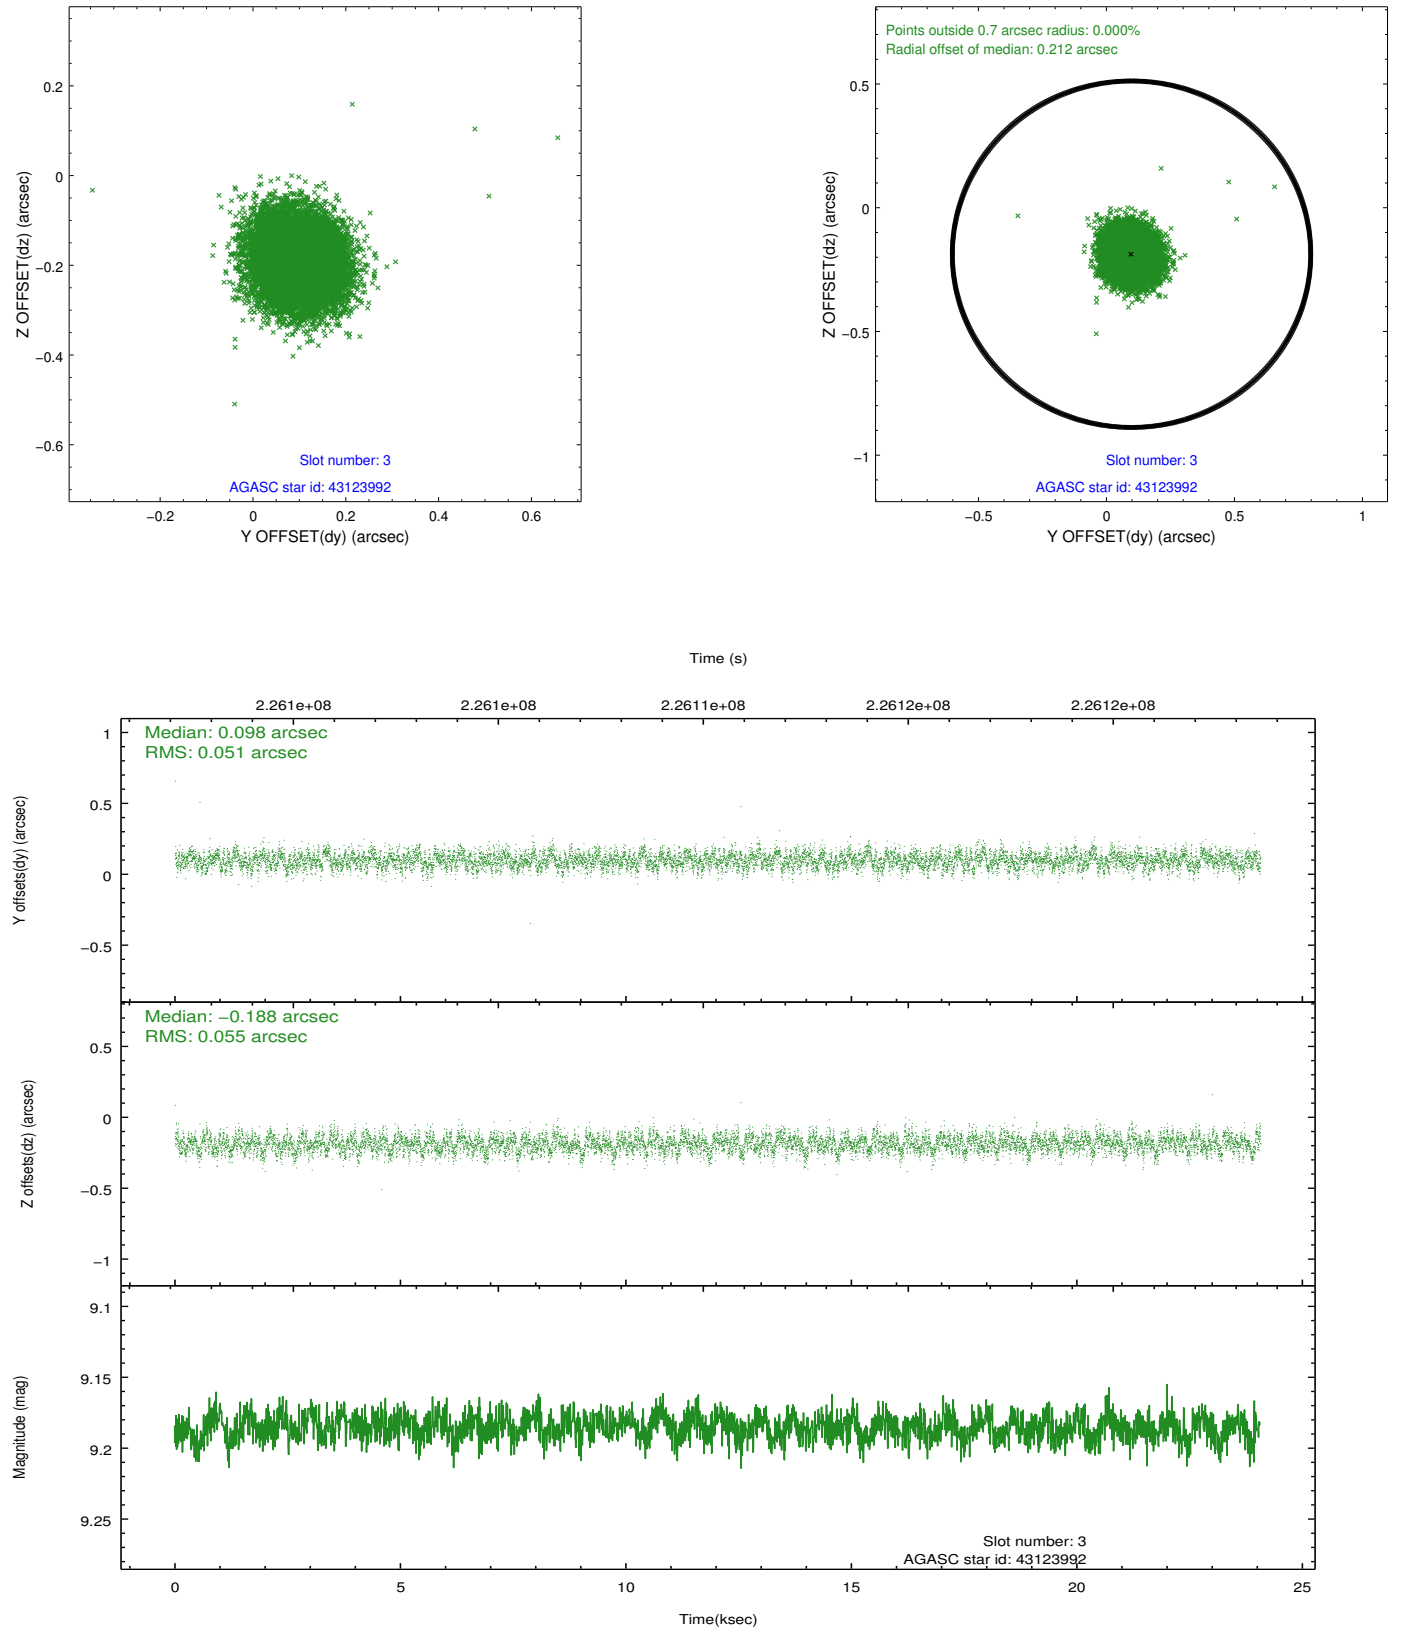 0.2
0
−0.2
−0.4
−0.6
Z OFFSET(dz) (arcsec)
Slot number: 3
AGASC star id: 43123992
−0.2
0
0.2
0.4
0.6
Y OFFSET(dy) (arcsec)
Points outside 0.7 arcsec radius: 0.000%
Radial offset of median: 0.212 arcsec
0.5
0
−0.5
−1
Z OFFSET(dz) (arcsec)
Slot number: 3
AGASC star id: 43123992
−0.5
0
0.5
1
Y OFFSET(dy) (arcsec)
Time (s)
2.261e+08
2.261e+08
2.2611e+08
2.2612e+08
2.2612e+08
Median: 0.098 arcsec
RMS: 0.051 arcsec
1
0.5
0
−0.5
Y offsets(dy) (arcsec)
Median: −0.188 arcsec
RMS: 0.055 arcsec
0.5
0
−0.5
−1
Z offsets(dz) (arcsec)
9.1
9.15
9.2
9.25
Magnitude (mag)
Slot number: 3
AGASC star id: 43123992
0
5
10
15
20
25
Time(ksec)